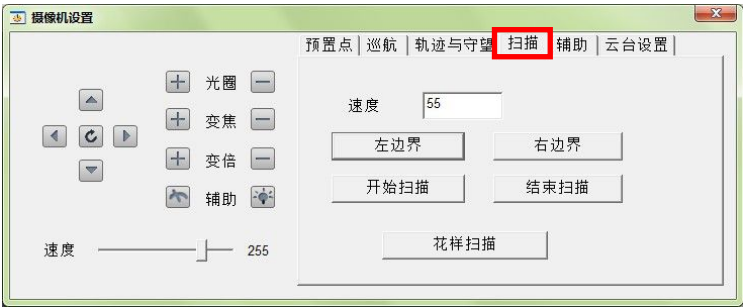 摄像机设置
预置点 巡航 轨迹与守望 扫描 辅助 云台设置
光圈
变焦
变倍
辅助
速度 255
速度 55
左边界 右边界
开始扫描 结束扫描
花样扫描